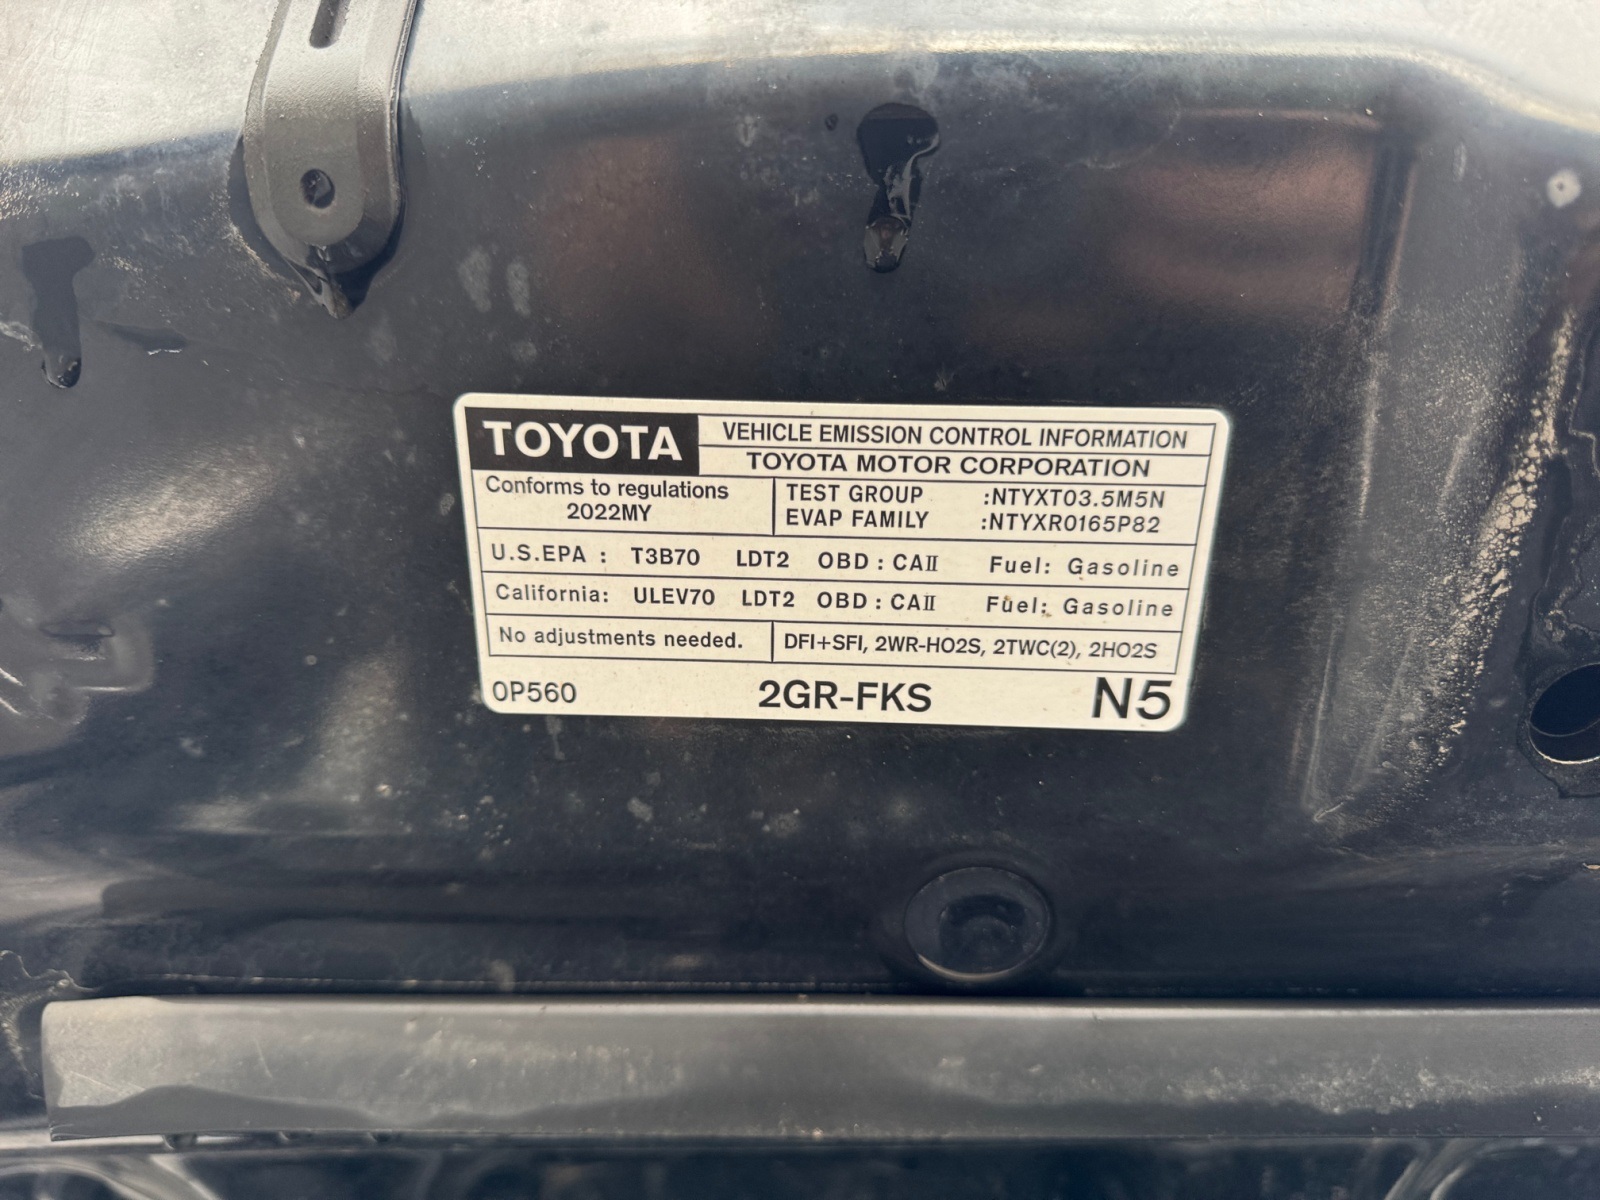 TOYOTA
VEHICLE EMISSION CONTROL INFORMATION
TOYOTA MOTOR CORPORATION
Conforms to regulations
2022MY
TEST GROUP :NTYXT03.5M5N
EVAP FAMILY :NTYXR0165P82
U.S.EPA : T3B70 LDT2 OBD : CAⅡ Fuel: Gasoline
California: ULEV70 LDT2 OBD : CAⅡ Fuel: Gasoline
No adjustments needed.
DFI+SFI, 2WR-HO2S, 2TWC(2), 2HO2S
0P560 2GR-FKS N5